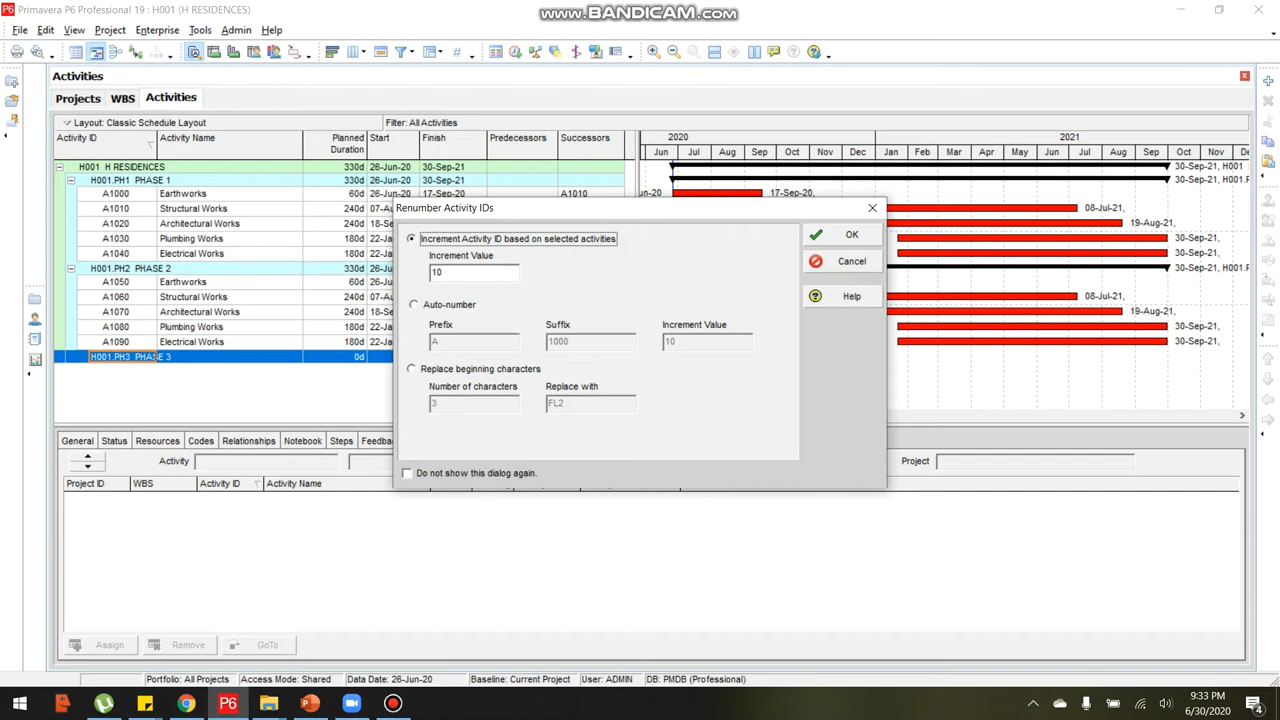 Primavera P6 Professional 19 : H001 (H RESIDENCES)
www.BANDICAM.com
File Edit View Project Enterprise Tools Admin Help
Activities
Projects WBS Activities
Layout: Classic Schedule Layout Filter: All Activities
Activity ID Activity Name Planned Duration Start Finish Predecessors Successors 2020 2021
Jun Jul Aug Sep Oct Nov Dec Jan Feb Mar Apr May Jun Jul Aug Sep Oct Nov De
H001 H RESIDENCES 330d 26-Jun-20 30-Sep-21 30-Sep-21, H001
H001.PH1 PHASE 1 330d 26-Jun-20 30-Sep-21 30-Sep-21, H001.P
A1000 Earthworks 60d 26-Jun-20 17-Sep-20 A1010 n-20 17-Sep-20,
A1010 Structural Works 240d 07-Au 08-Jul-21,
A1020 Architectural Works 240d 18-Se 19-Aug-21,
A1030 Plumbing Works 180d 22-Ja 30-Sep-21,
A1040 Electrical Works 180d 22-Ja 30-Sep-21,
H001.PH2 PHASE 2 330d 26-Ju 30-Sep-21, H001.P
A1050 Earthworks 60d 26-Ju
A1060 Structural Works 240d 07-Au 08-Jul-21,
A1070 Architectural Works 240d 18-Se 19-Aug-21,
A1080 Plumbing Works 180d 22-Ja 30-Sep-21,
A1090 Electrical Works 180d 22-Ja 30-Sep-21,
H001.PH3 PHASE 3 0d
Renumber Activity IDs
Increment Activity ID based on selected activities OK
Increment Value Cancel
10
Help
Auto-number
Prefix Suffix Increment Value
A 1000 10
Replace beginning characters
Number of characters Replace with
3 FL2
Do not show this dialog again.
General Status Resources Codes Relationships Notebook Steps Feedba
Activity Project
Project ID WBS Activity ID Activity Name
Assign Remove GoTo
Portfolio: All Projects Access Mode: Shared Data Date: 26-Jun-20 Baseline: Current Project User: ADMIN DB: PMDB (Professional)
P6
9:33 PM
6/30/2020
4